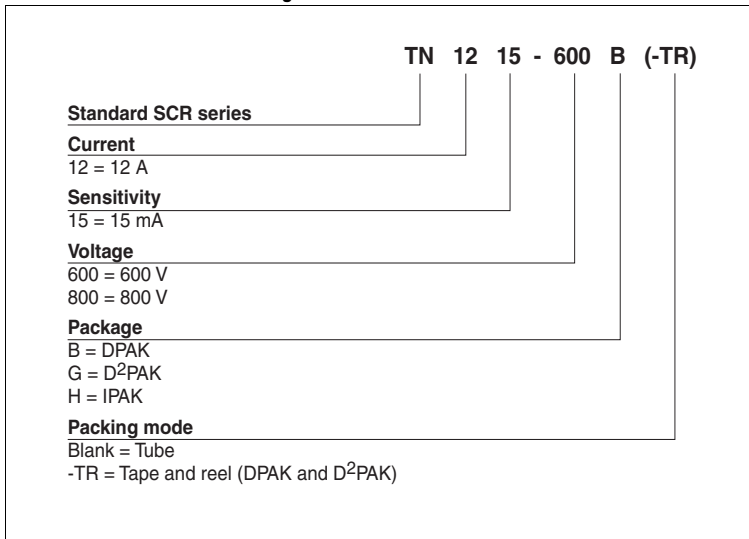 TN 12 15 - 600 B (-TR)
Standard SCR series
Current
12 = 12 A
Sensitivity
15 = 15 mA
Voltage
600 = 600 V
800 = 800 V
Package
B = DPAK
G = D²PAK
H = IPAK
Packing mode
Blank = Tube
-TR = Tape and reel (DPAK and D²PAK)